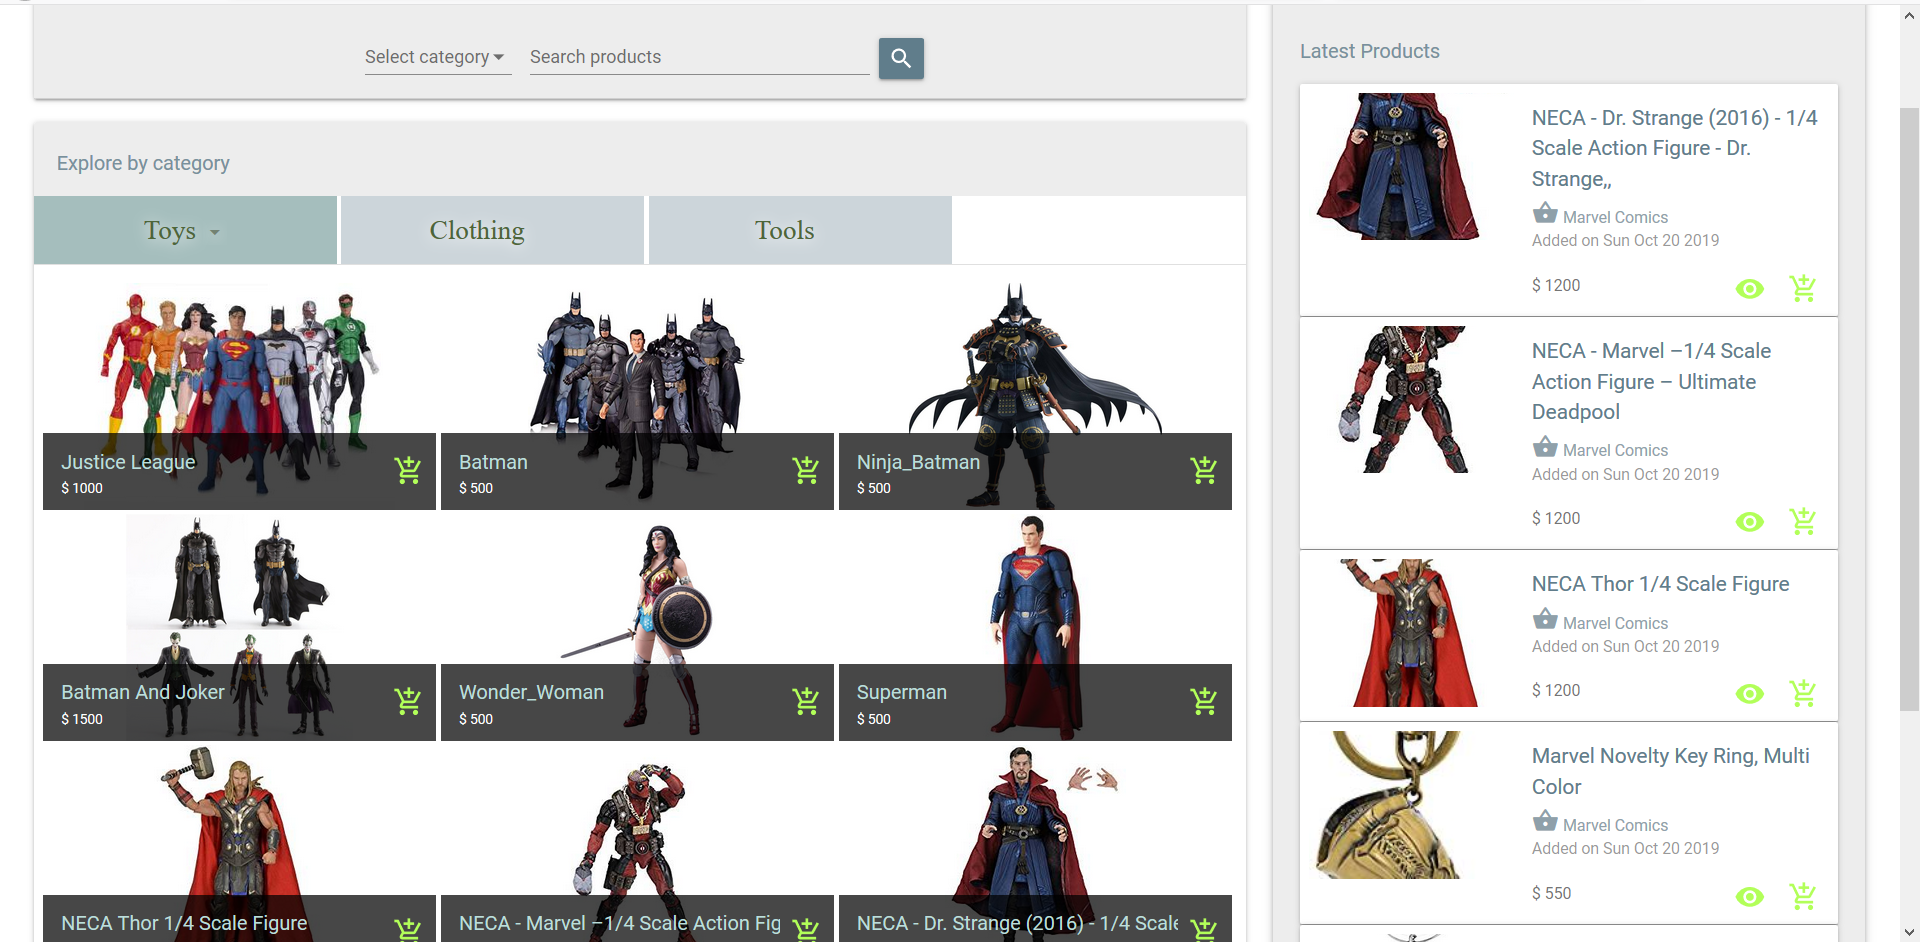 Select category
Search products
Explore by category
Toys
Clothing
Tools
Justice League
$ 1000
Batman
$ 500
Ninja_Batman
$ 500
Batman And Joker
$ 1500
Wonder_Woman
$ 500
Superman
$ 500
NECA Thor 1/4 Scale Figure
NECA - Marvel –1/4 Scale Action Fig
NECA - Dr. Strange (2016) - 1/4 Scale
Latest Products
NECA - Dr. Strange (2016) - 1/4
Scale Action Figure - Dr.
Strange,,
Marvel Comics
Added on Sun Oct 20 2019
$ 1200
NECA - Marvel –1/4 Scale
Action Figure – Ultimate
Deadpool
Marvel Comics
Added on Sun Oct 20 2019
$ 1200
NECA Thor 1/4 Scale Figure
Marvel Comics
Added on Sun Oct 20 2019
$ 1200
Marvel Novelty Key Ring, Multi
Color
Marvel Comics
Added on Sun Oct 20 2019
$ 550